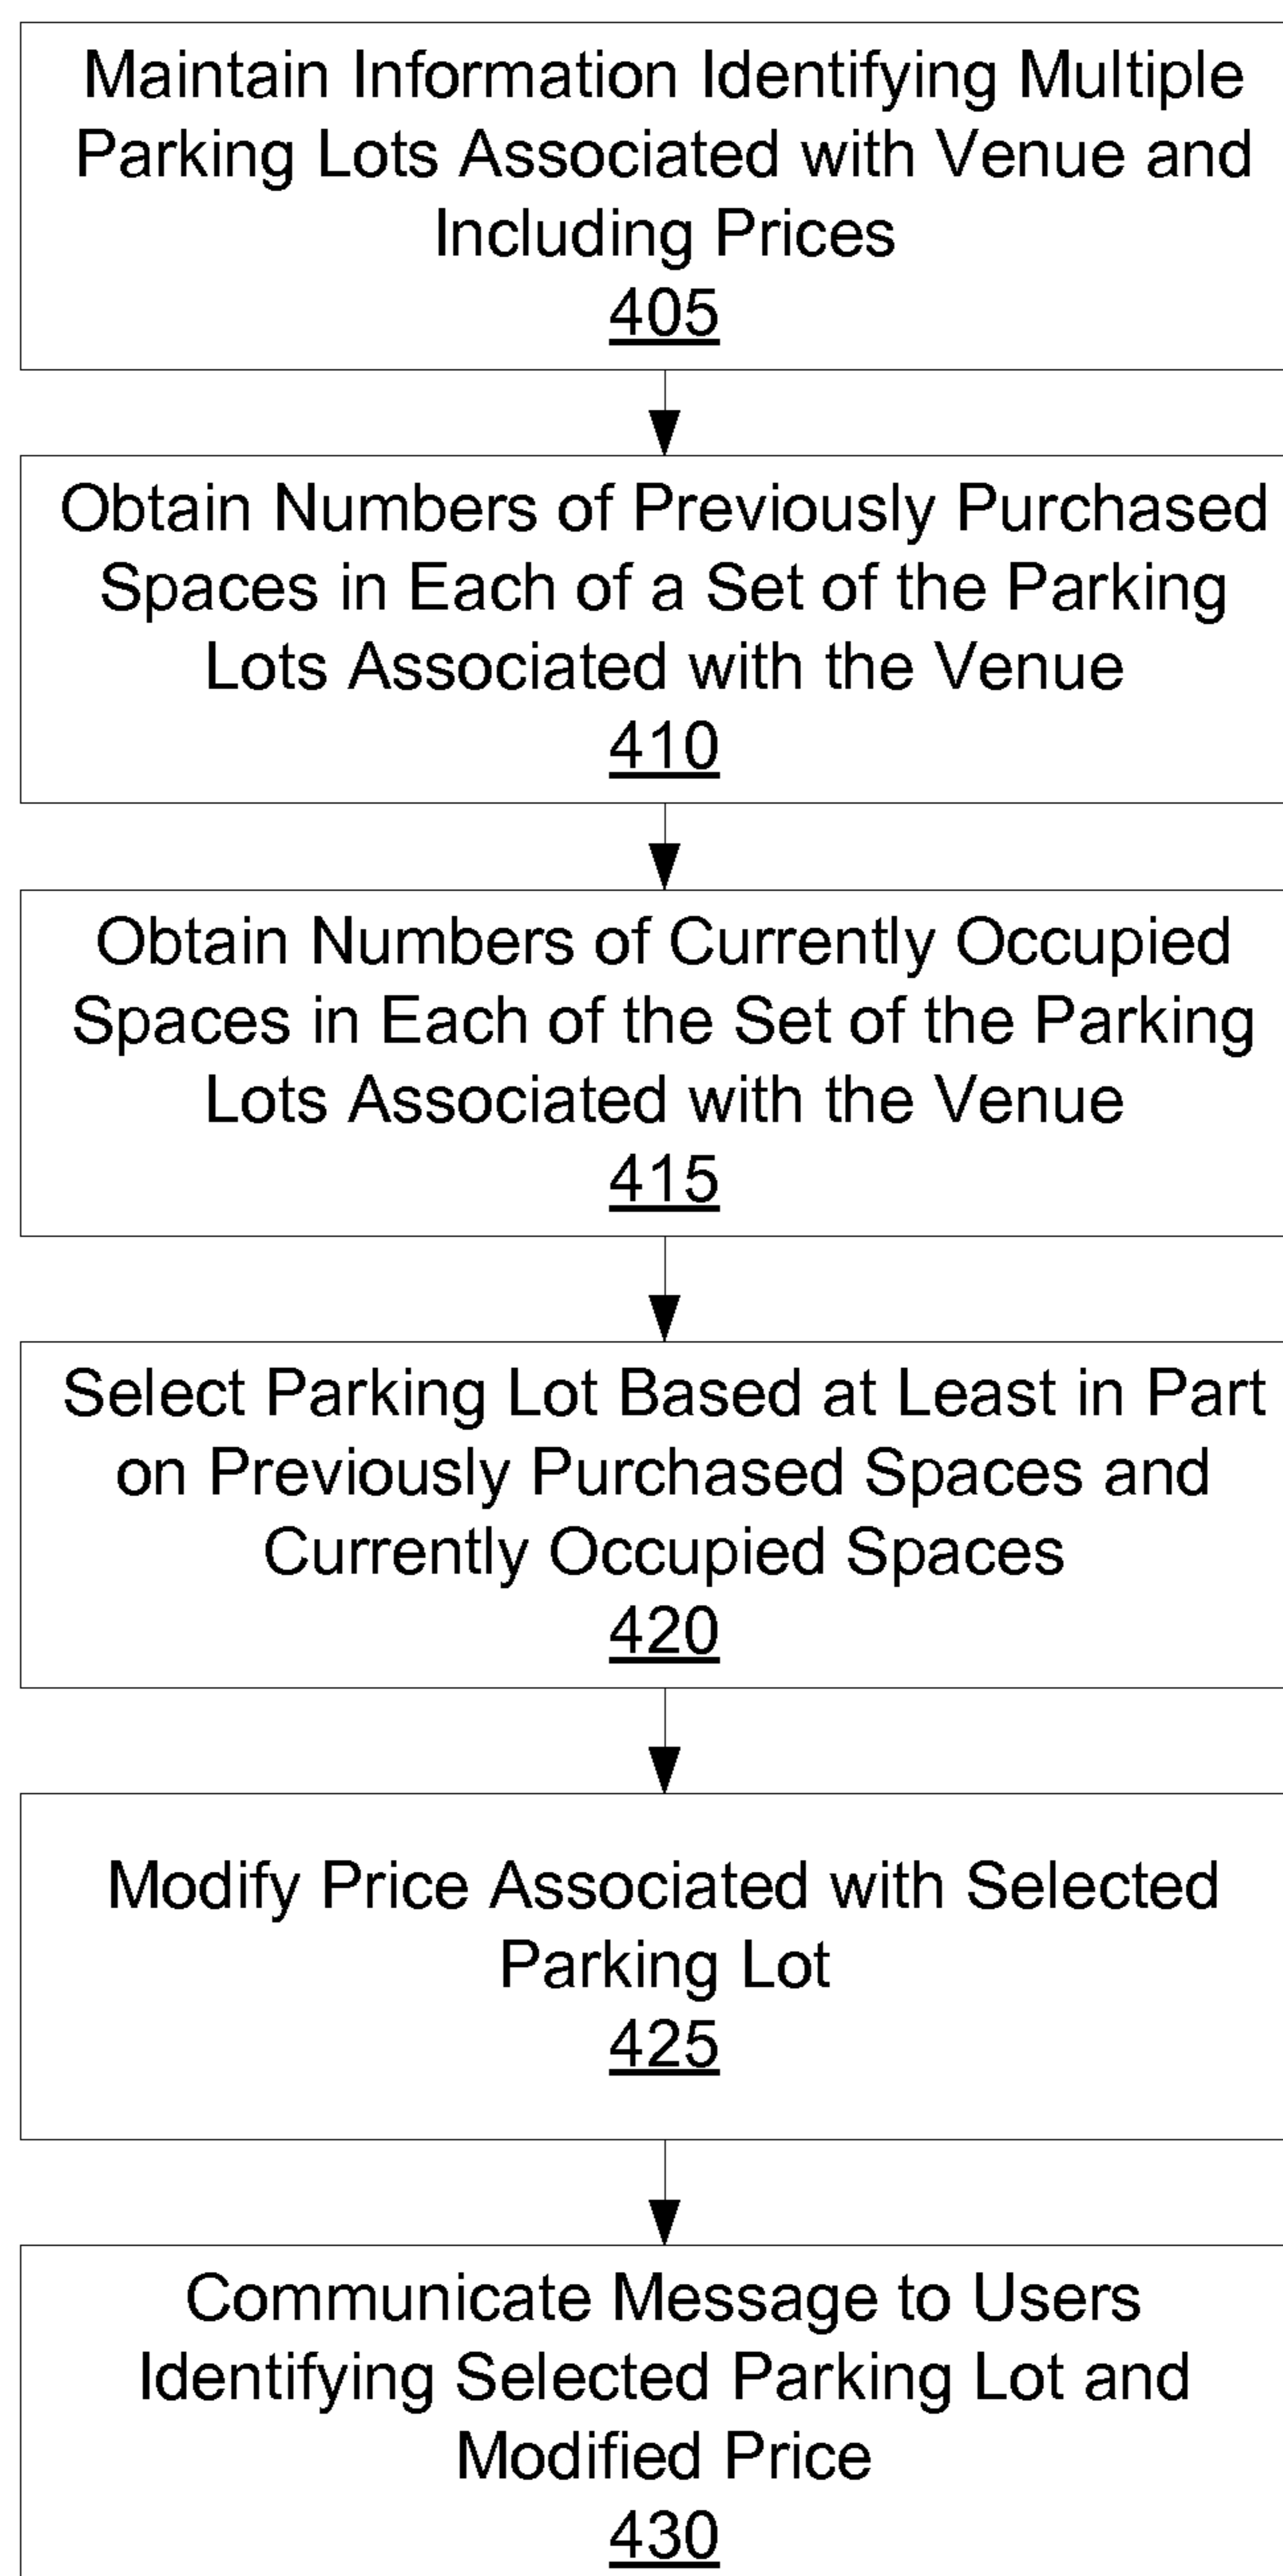 Maintain Information Identifying Multiple
Parking Lots Associated with Venue and
Including Prices
405
Obtain Numbers of Previously Purchased
Spaces in Each of a Set of the Parking
Lots Associated with the Venue
410
Obtain Numbers of Currently Occupied
Spaces in Each of the Set of the Parking
Lots Associated with the Venue
415
Select Parking Lot Based at Least in Part
on Previously Purchased Spaces and
Currently Occupied Spaces
420
Modify Price Associated with Selected
Parking Lot
425
Communicate Message to Users
Identifying Selected Parking Lot and
Modified Price
430